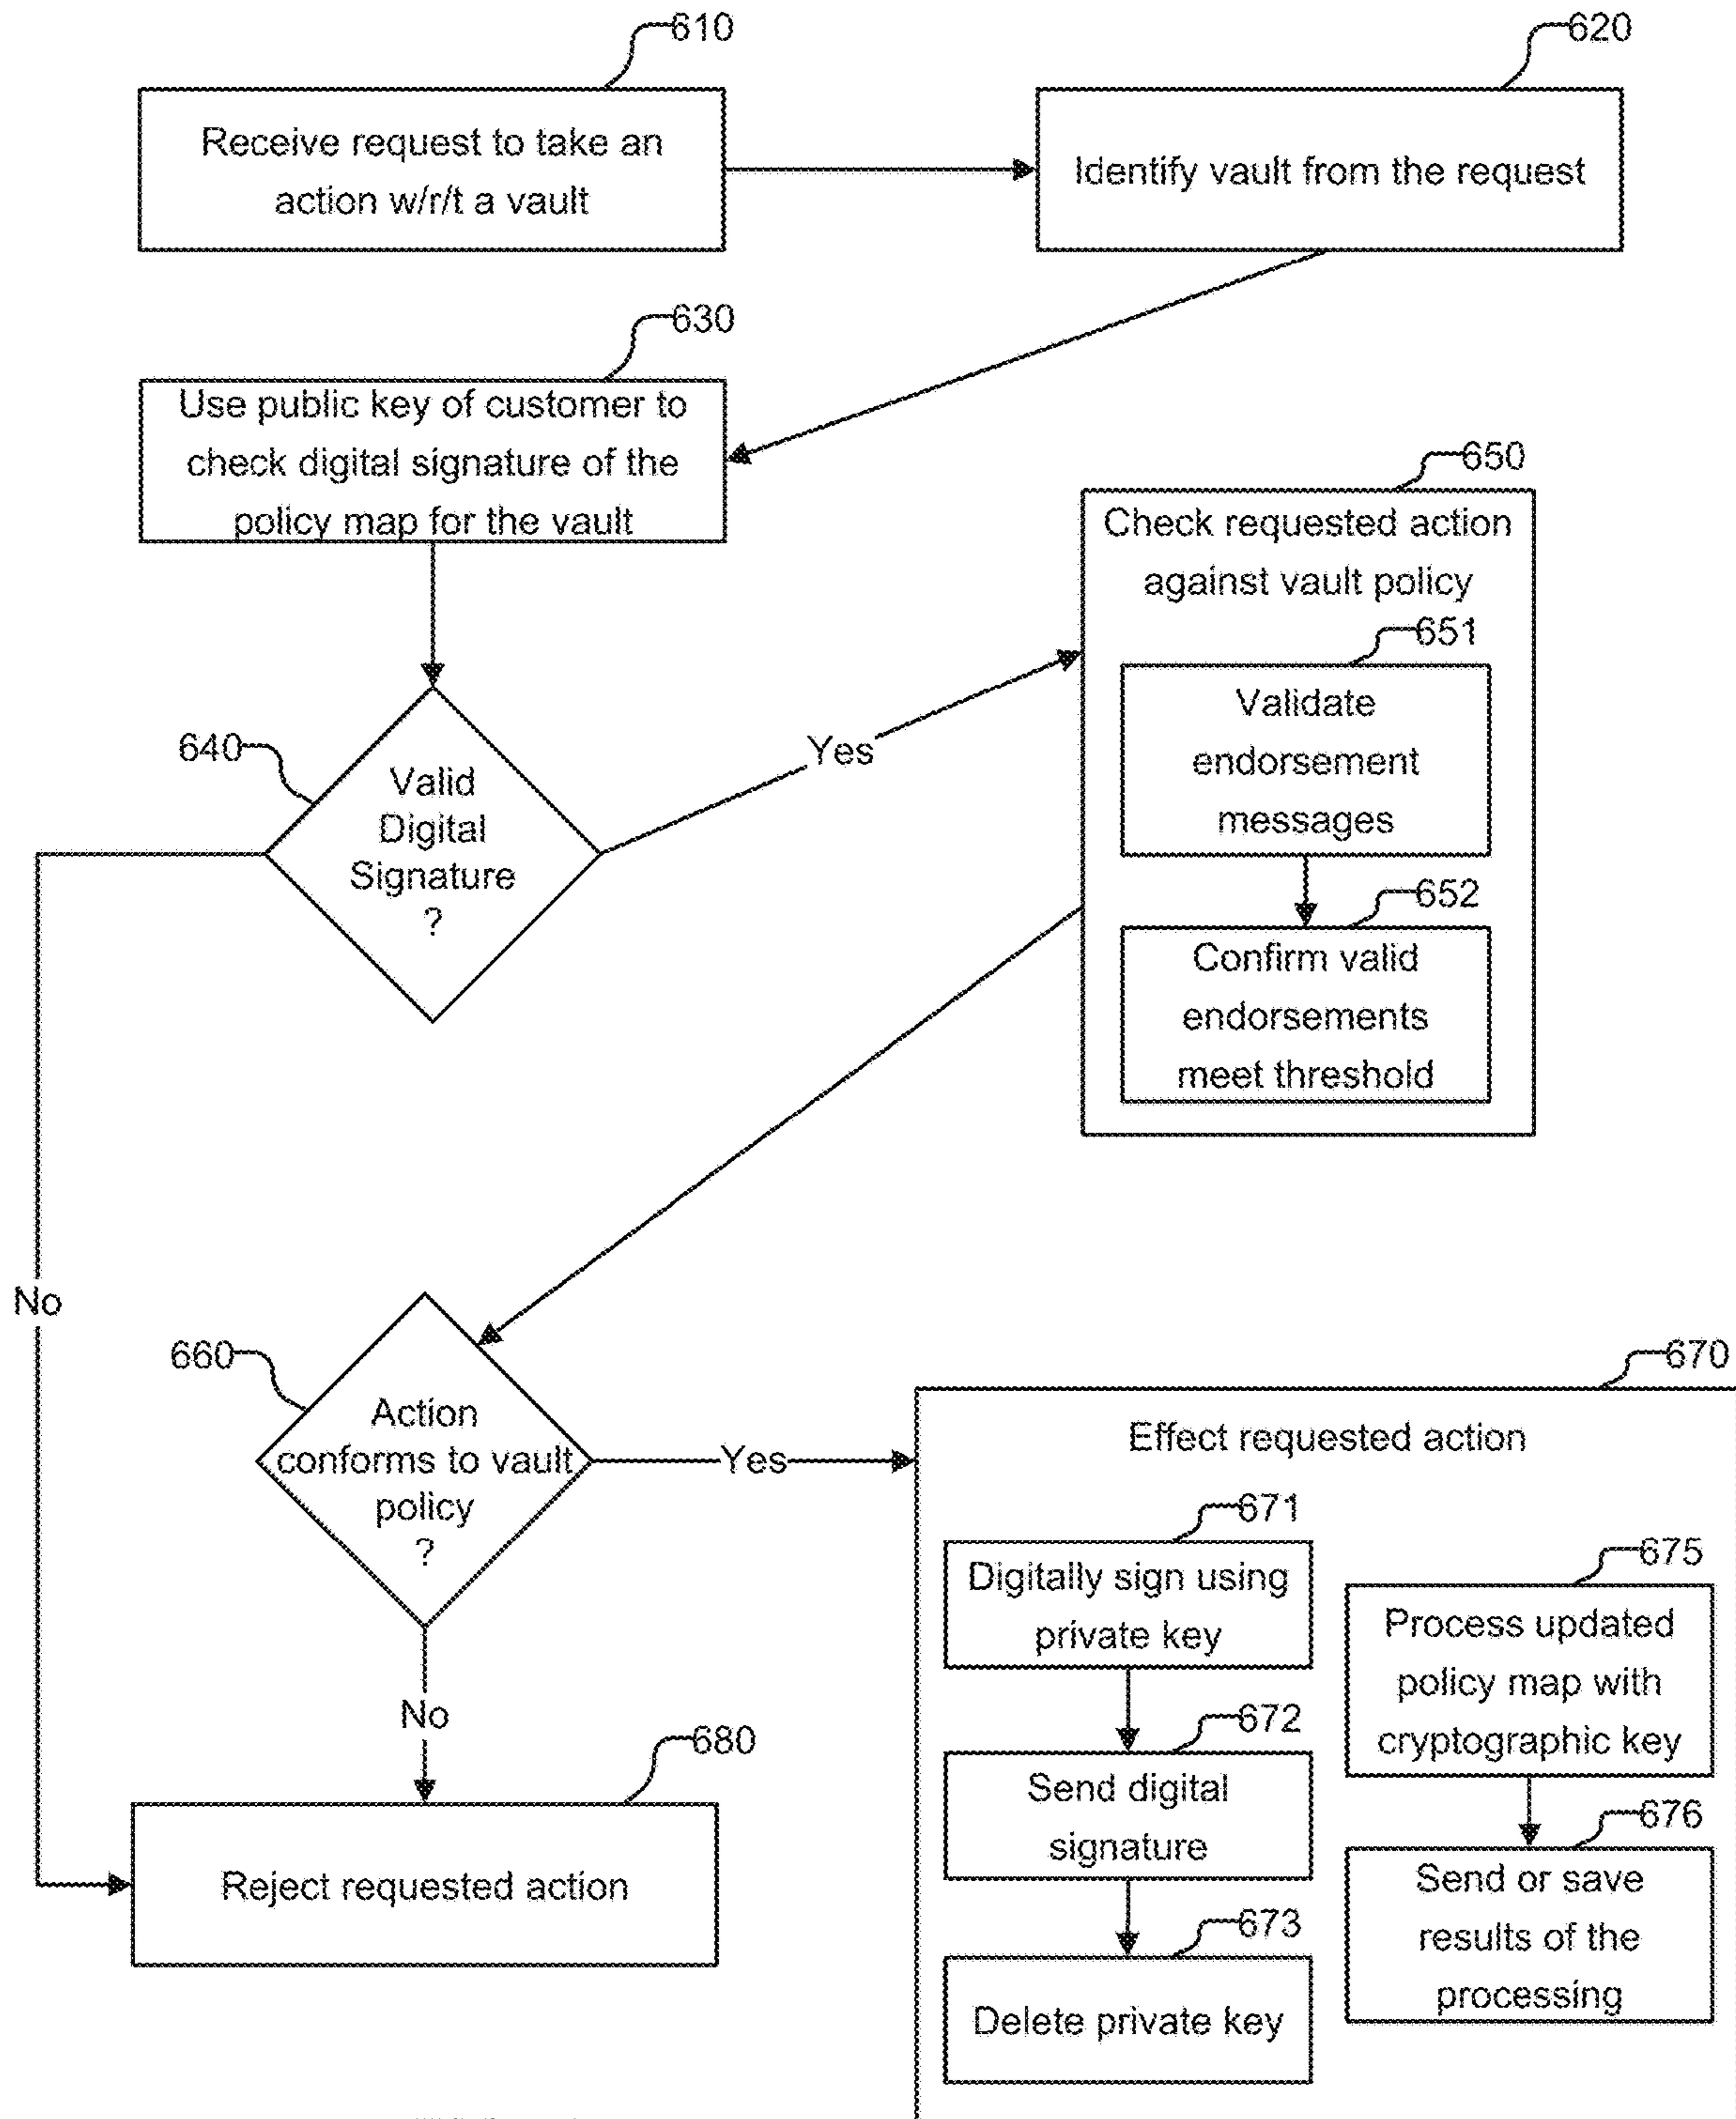 610
Receive request to take an
action w/r/t a vault
620
Identify vault from the request
630
Use public key of customer to
check digital signature of the
policy map for the vault
640
Valid
Digital
Signature
?
Yes
No
650
Check requested action
against vault policy
651
Validate
endorsement
messages
652
Confirm valid
endorsements
meet threshold
660
Action
conforms to vault
policy
?
Yes
No
670
Effect requested action
671
Digitally sign using
private key
672
Send digital
signature
673
Delete private key
675
Process updated
policy map with
cryptographic key
676
Send or save
results of the
processing
680
Reject requested action